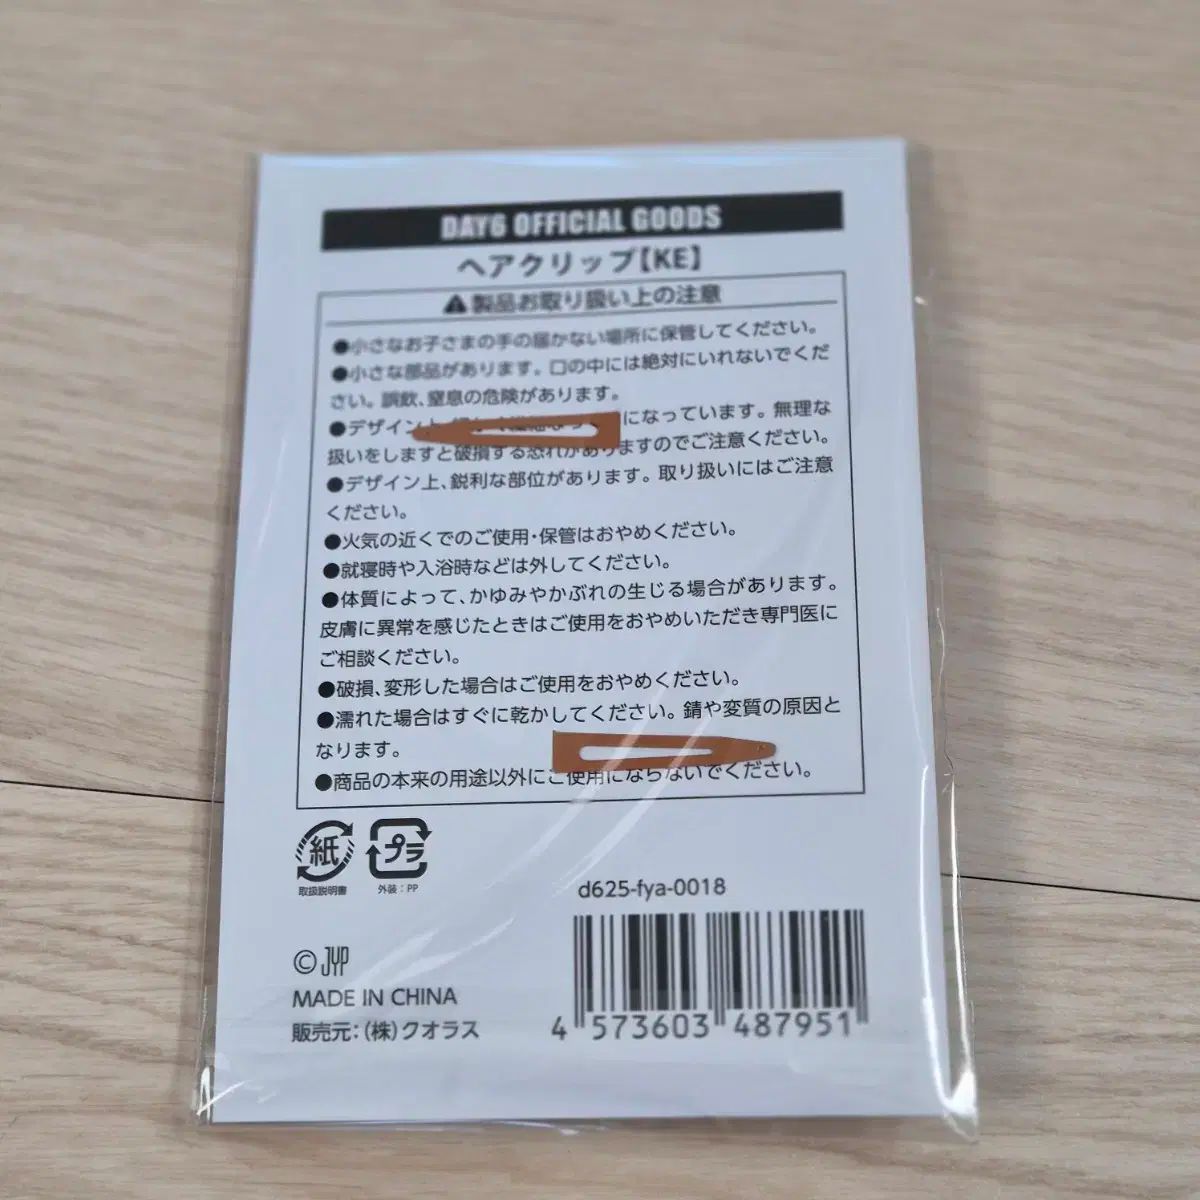 DAY6 OFFICIAL GOODS
ヘアクリップ【KE】
⚠製品お取り扱い上の注意
●小さなお子さまの手の届かない場所に保管してください。
●小さな部品があります。口の中には絶対にいれないでくだ
さい。誤飲、窒息の危険があります。
●デザイン上、になっています。無理な
扱いをしますと破損する恐れがありますのでご注意ください。
●デザイン上、鋭利な部位があります。取り扱いにはご注意
ください。
●火気の近くでのご使用・保管はおやめください。
●就寝時や入浴時などは外してください。
●体質によって、かゆみやかぶれの生じる場合があります。
皮膚に異常を感じたときはご使用をおやめいただき専門医に
ご相談ください。
●破損、変形した場合はご使用をおやめください。
●濡れた場合はすぐに乾かしてください。錆や変質の原因と
なります。
●商品の本来の用途以外にご使用にならないでください。
紙
取扱説明書
プラ
外装：PP
d625-fya-0018
© JYP
MADE IN CHINA
販売元：（株）クオラス
4 573603 487951